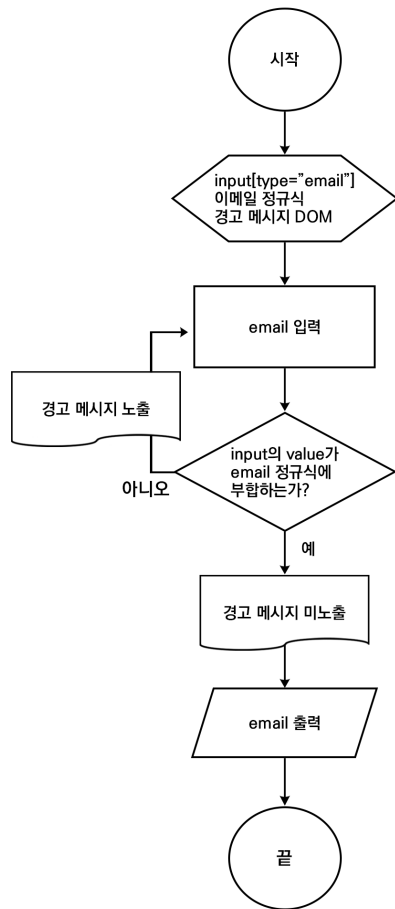 시작
input[type=”email”]
이메일 정규식
경고 메시지 DOM
email 입력
경고 메시지 노출
input의 value가
email 정규식에
부합하는가?
아니오
예
경고 메시지 미노출
email 출력
끝